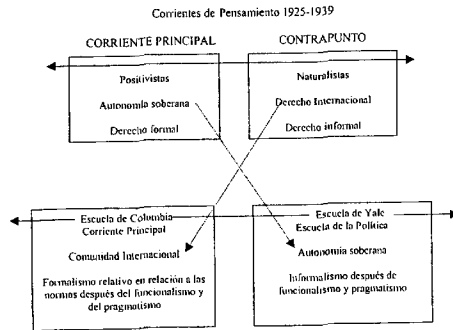 Corrientes de Pensamiento 1925-1939
CORRIENTE PRINCIPAL
CONTRAPUNTO
Positivistas
Autonomía soberana
Derecho formal
Naturalistas
Derecho Internacional
Derecho informal
Escuela de Columbia
Corriente Principal
Comunidad Internacional
Formalismo relativo en relación a las
normas después del funcionalismo y
del pragmatismo
Escuela de Yale
Escuela de la Política
Autonomía soberana
Informalismo después de
funcionalismo y pragmatismo